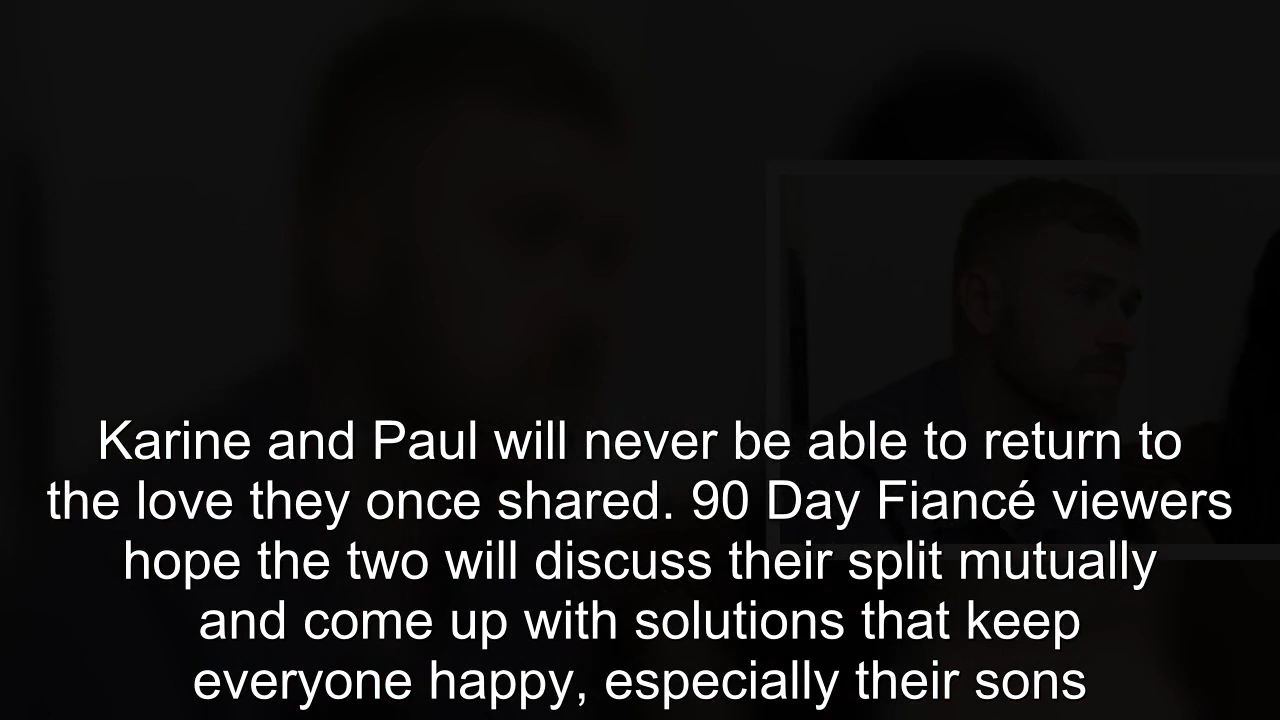 Karine and Paul will never be able to return to
the love they once shared. 90 Day Fiancé viewers
hope the two will discuss their split mutually
and come up with solutions that keep
everyone happy, especially their sons